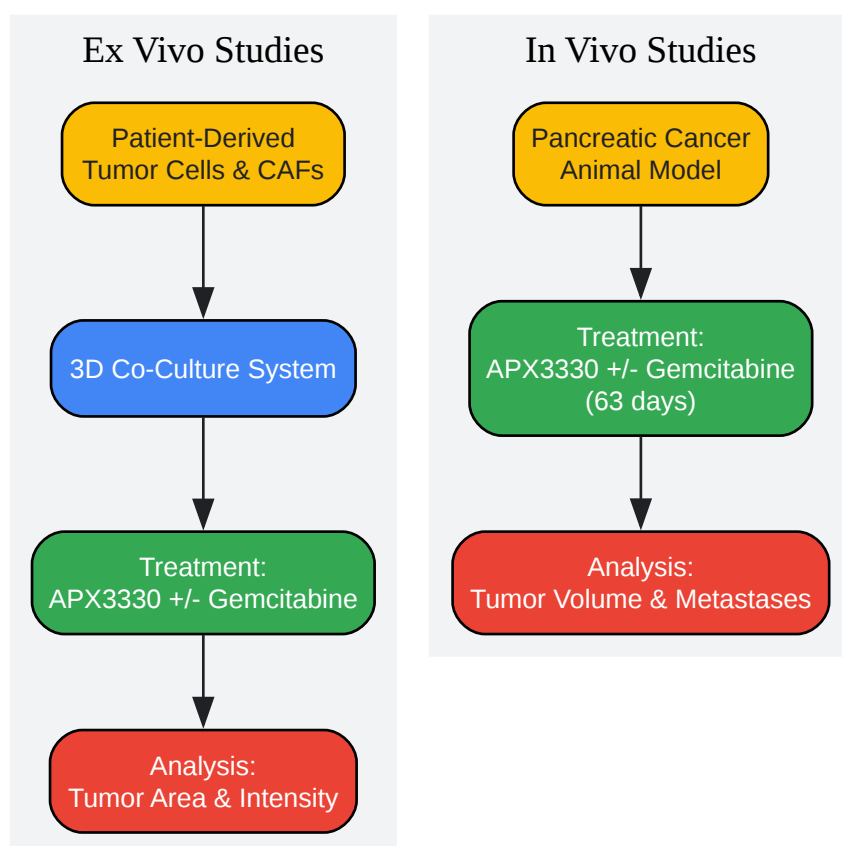 Ex Vivo Studies
Patient-Derived
Tumor Cells & CAFs
3D Co-Culture System
Treatment:
APX3330 +/- Gemcitabine
Analysis:
Tumor Area & Intensity
In Vivo Studies
Pancreatic Cancer
Animal Model
Treatment:
APX3330 +/- Gemcitabine
(63 days)
Analysis:
Tumor Volume & Metastases